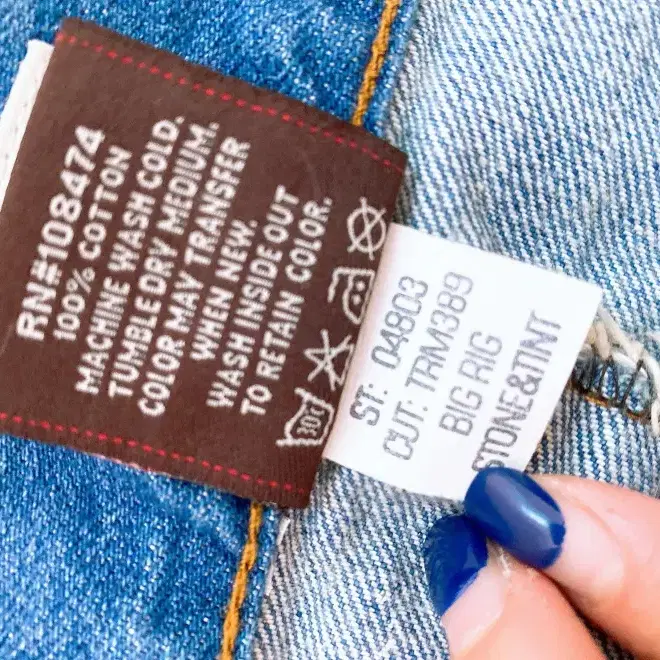 RN#108474
100% COTTON
MACHINE WASH COLD.
TUMBLE DRY MEDIUM.
COLOR MAY TRANSFER
WHEN NEW.
WASH INSIDE OUT
TO RETAIN COLOR.
30c
ST: 04803
CUT: TRM389
BIG RIG
STONE&TINT